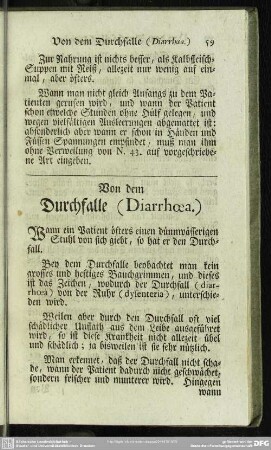 Von dem Durchfalle (Diarrhœa.) 59
Zur Nahrung ist nichts besser, als Kalbfleisch-
Suppen mit Reiß, allezeit nur wenig auf ein-
mal, aber öfters.
Wann man nicht gleich Anfangs zu dem Pa-
tienten gerufen wird, und wann der Patient
schon etwelche Stunden ohne Hülf gelegen, und
wegen vielfältigen Ausleerungen abgemattet ist:
absonderlich aber wann er schon in Händen und
Füssen Spannungen empfindet, muß man ihm
ohne Verweilung von N. 43. auf vorgeschriebe-
ne Art eingeben.
Von dem
Durchfalle (Diarrhœa.)
Wann ein Patient öfters einen dünnwässerigen
Stuhl von sich giebt, so hat er den Durch-
fall.
Bey dem Durchfalle beobachtet man kein
grosses und heftiges Bauchgrimmen, und dieses
ist das Zeichen, wodurch der Durchfall (diar-
rhœa) von der Ruhr (dysenteria), unterschie-
den wird.
Weilen aber durch den Durchfall oft viel
schädlicher Unflath aus dem Leibe ausgeführet
wird, so ist diese Krankheit nicht allezeit übel
und schädlich; ja bisweilen ist sie sehr nützlich.
Man erkennet, daß der Durchfall nicht scha-
de, wann der Patient dadurch nicht geschwächet,
sondern frischer und munterer wird. Hingegen
wann